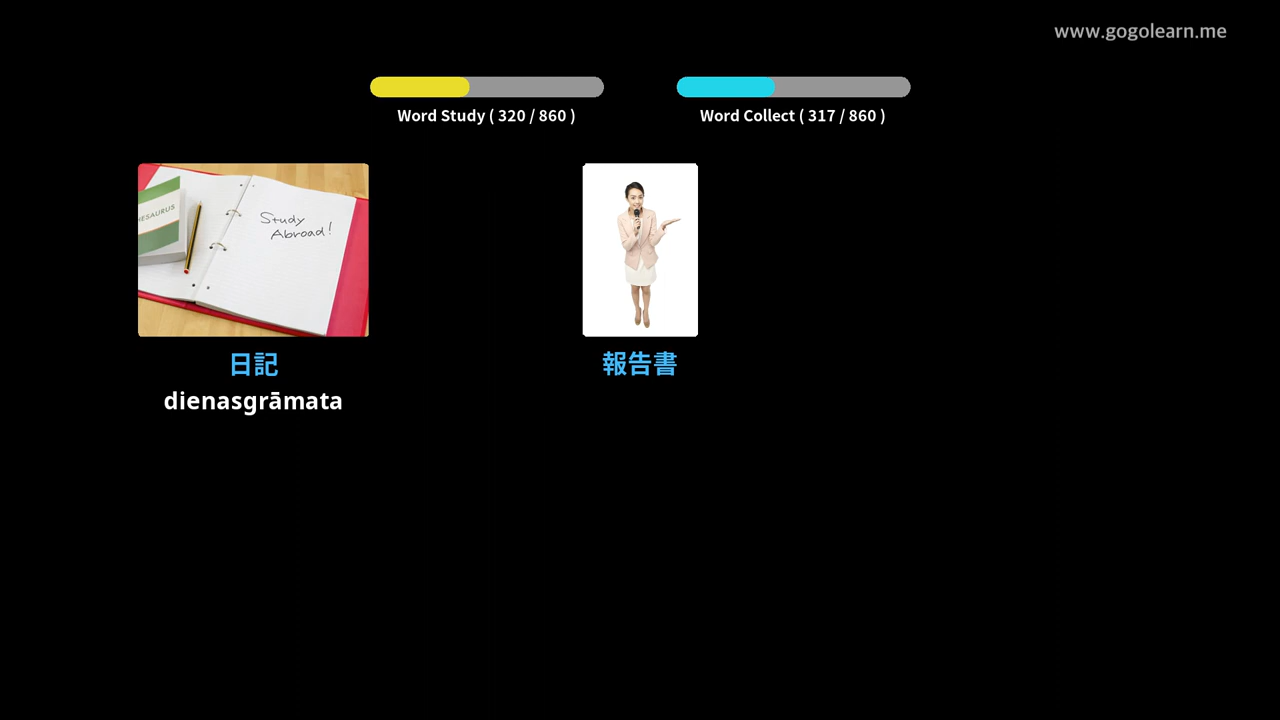 www.gogolearn.me
Word Study ( 320 / 860 )
Word Collect ( 317 / 860 )
HESAURUS
Study
Abroad!
日記
dienasgrāmata
報告書